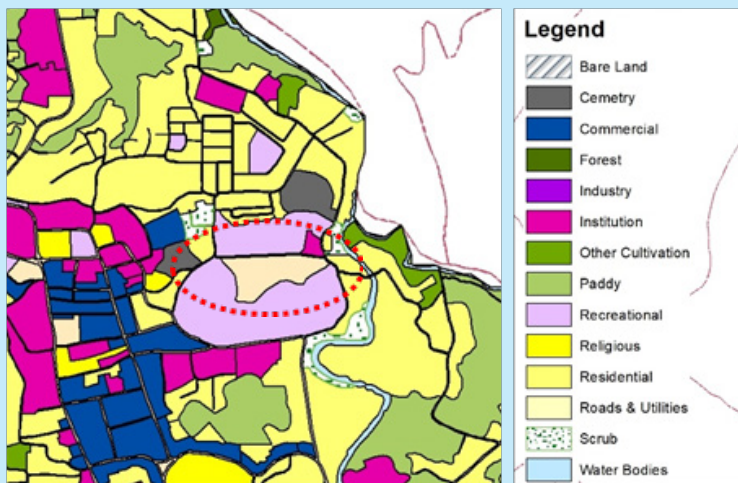 Legend
Bare Land
Cemetry
Commercial
Forest
Industry
Institution
Other Cultivation
Paddy
Recreational
Religious
Residential
Roads & Utilities
Scrub
Water Bodies